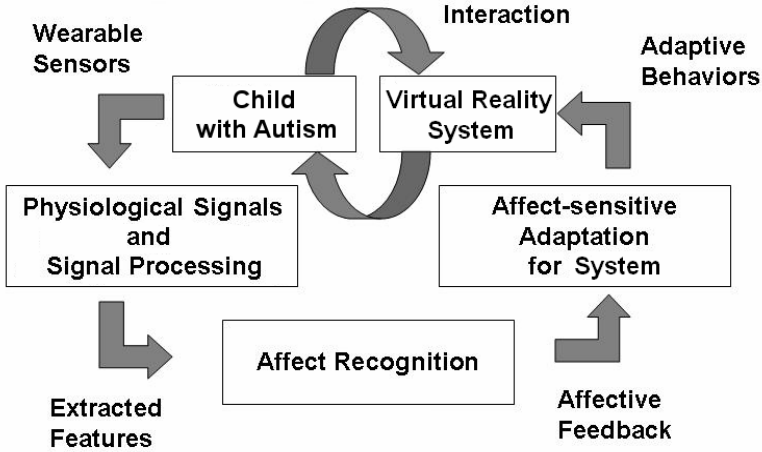 Interaction
Wearable
Sensors
Adaptive
Behaviors
Child
with Autism
Virtual Reality
System
Physiological Signals
and
Signal Processing
Affect-sensitive
Adaptation
for System
Affect Recognition
Extracted
Features
Affective
Feedback